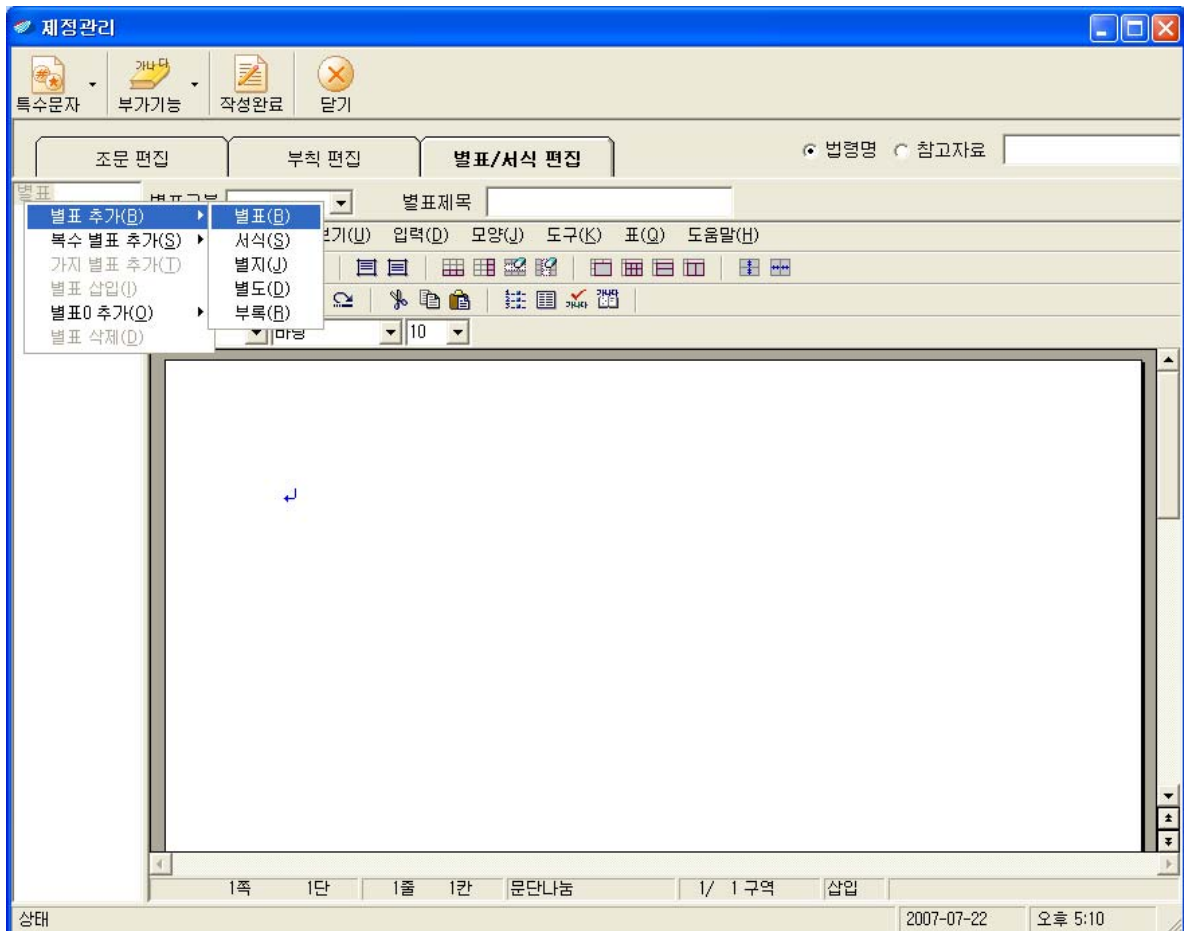 제정관리
특수문자 부가기능 작성완료 닫기
조문 편집 부칙 편집 별표/서식 편집 법령명 참고자료
별표 별표제목
별표 추가(B) 별표(B)
복수 별표 추가(S) 서식(S)
가지 별표 추가(T) 별지(J)
별표 삽입(I) 별도(D)
별표0 추가(O) 부록(R)
별표 삭제(D)
입력(D) 모양(J) 도구(K) 표(Q) 도움말(H)
바탕 10
1쪽 1단 1줄 1칸 문단나눔 1/ 1 구역 삽입
상태 2007-07-22 오후 5:10